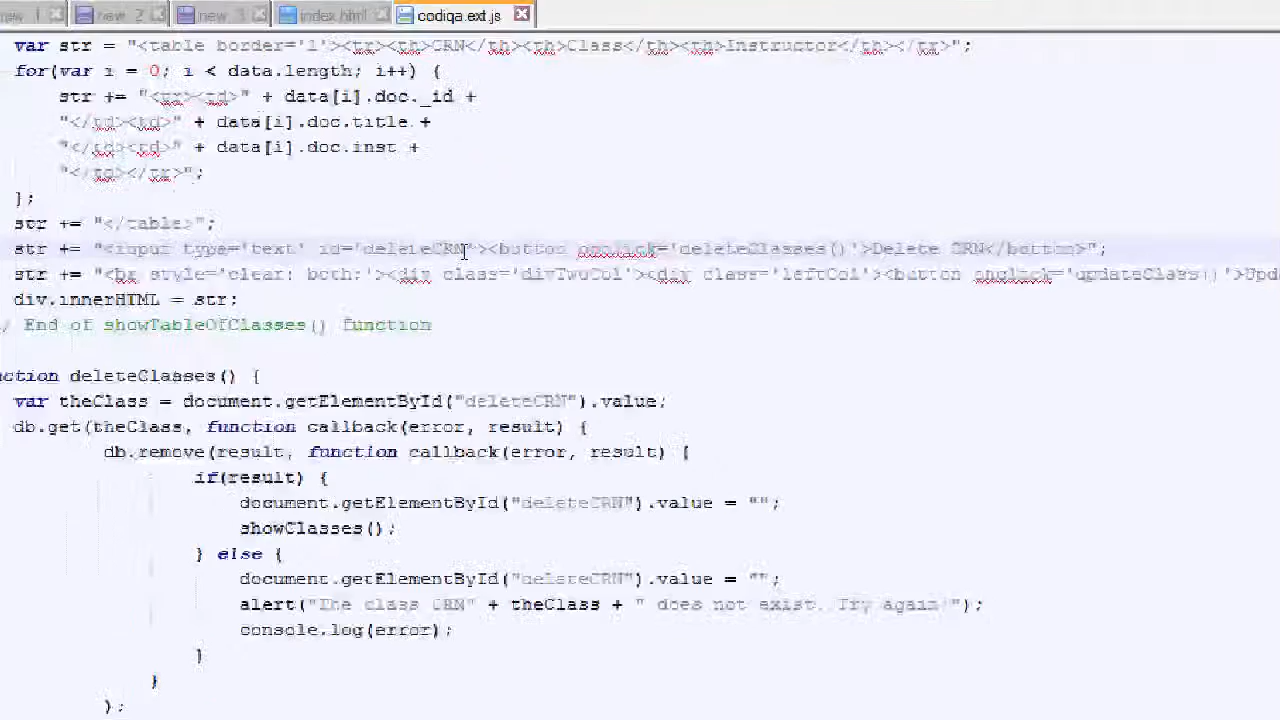 new 1 new 2 new 3 index.html codiqa.ext.js
var str = "<table border='1'><tr><th>CRN</th><th>Class</th><th>Instructor</th></tr>";
for(var i = 0; i < data.length; i++) {
str += "<tr><td>" + data[i].doc._id +
"</td><td>" + data[i].doc.title +
"</td><td>" + data[i].doc.inst +
"</td></tr>";
};
str += "</table>";
str += "<input type='text' id='deleteCRN'><button onclick='deleteClasses()'>Delete CRN</button>";
str += "<br style='clear: both;'><div class='divTwoCol'><div class='leftCol'><button onclick='updateClass()'>Upd
div.innerHTML = str;
/ End of showTableOfClasses() function
nction deleteClasses() {
var theClass = document.getElementById("deleteCRN").value;
db.get(theClass, function callback(error, result) {
db.remove(result, function callback(error, result) {
if(result) {
document.getElementById("deleteCRN").value = "";
showClasses();
} else {
document.getElementById("deleteCRN").value = "";
alert("The class CRN" + theClass + " does not exist. Try again!");
console.log(error);
}
}
);